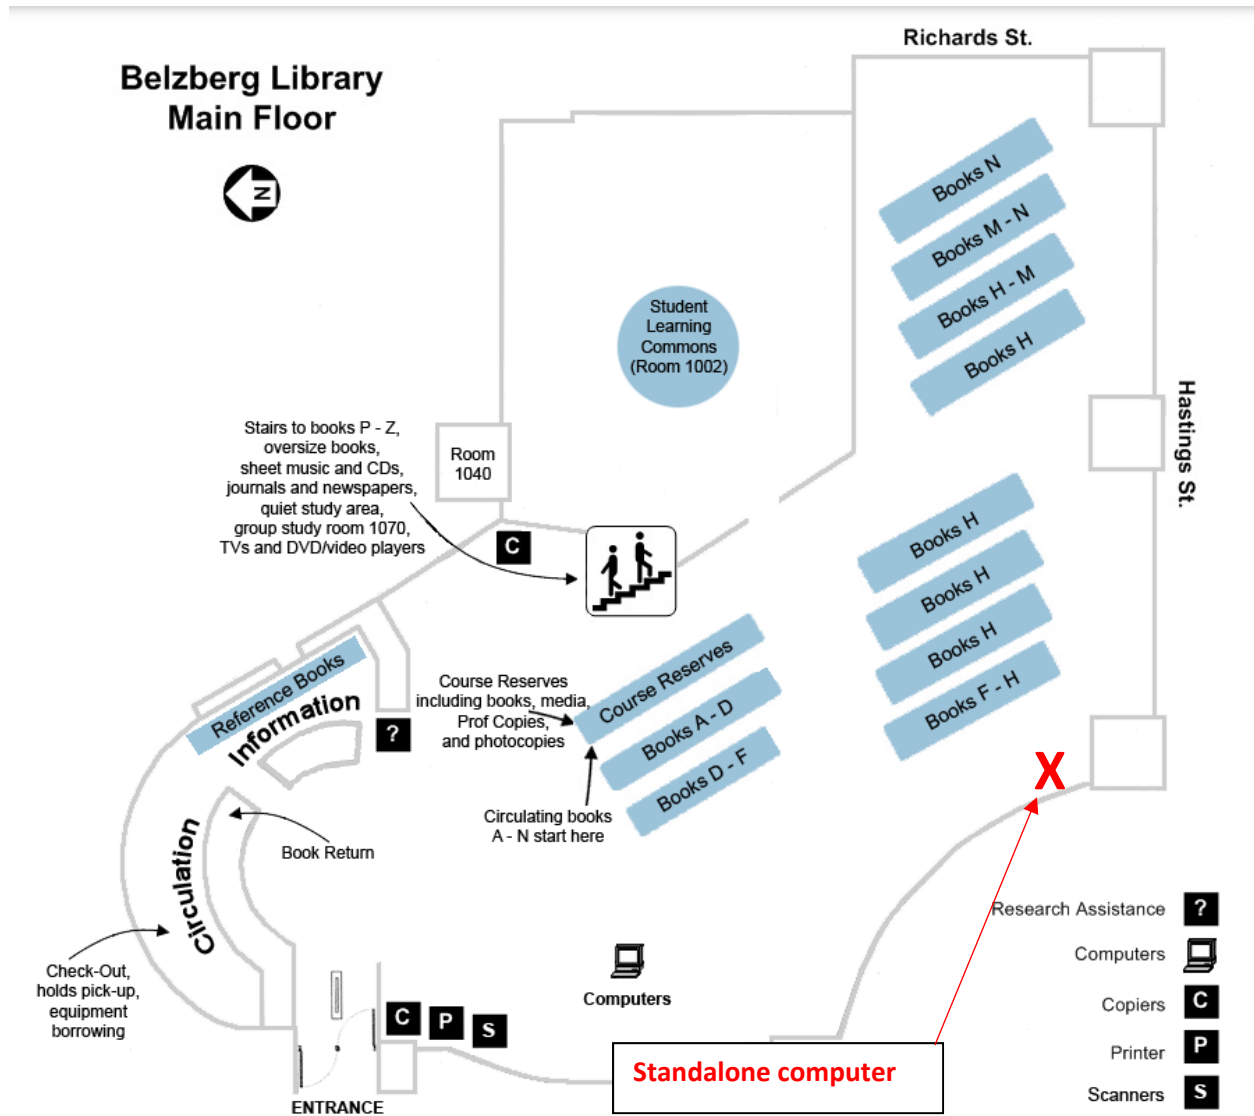 Richards St.
Belzberg Library
Main Floor
N
Books N
Books M - N
Books H - M
Books H
Student
Learning
Commons
(Room 1002)
Hastings St.
Stairs to books P - Z,
oversize books,
sheet music and CDs,
journals and newspapers,
quiet study area,
group study room 1070,
TVs and DVD/video players
Room
1040
C
Books H
Books H
Books H
Books F - H
Reference Books
Information
?
Course Reserves
including books, media,
Prof Copies,
and photocopies
Course Reserves
Books A - D
Books D - F
X
Circulating books
A - N start here
Book Return
Circulation
Check-Out,
holds pick-up,
equipment
borrowing
Computers
C
P
S
ENTRANCE
Standalone computer
Research Assistance ?
Computers
Copiers C
Printer P
Scanners S